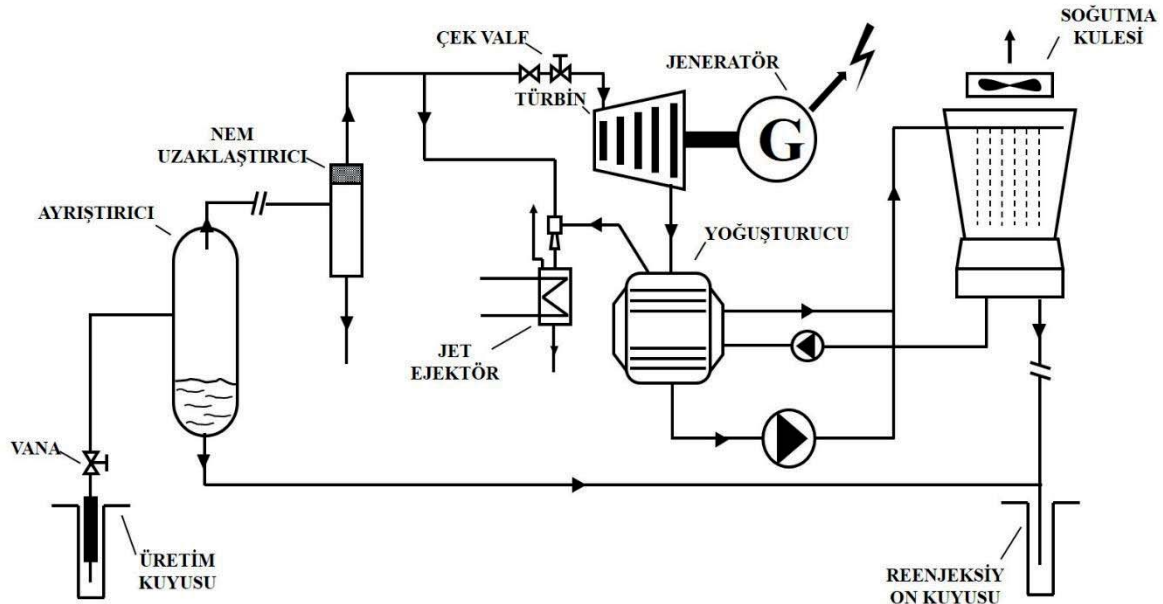 SOĞUTMA
KULESİ
ÇEK VALF
JENERATÖR
TÜRBİN
G
NEM
UZAKLAŞTIRICI
AYRIŞTIRICI
YOĞUŞTURUCU
JET
EJEKTÖR
VANA
ÜRETİM
KUYUSU
REENJEKSİY
ON KUYUSU